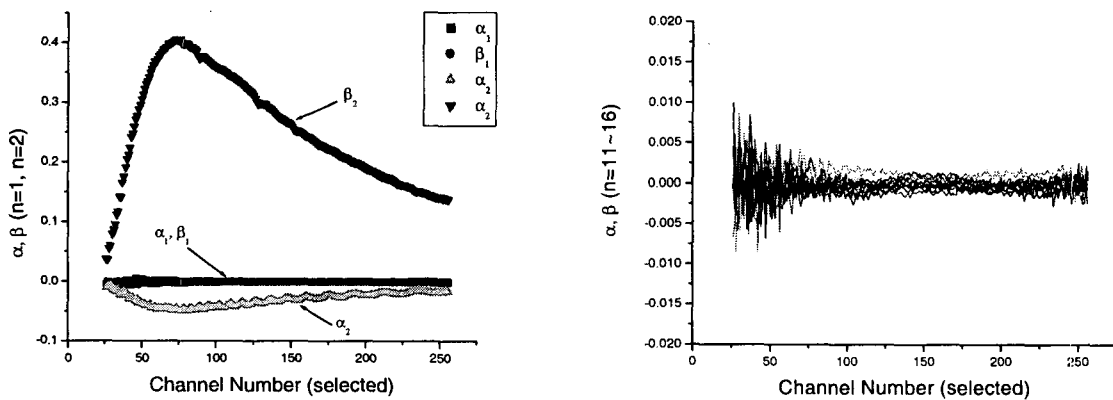 α₁
β₁
α₂
α₂
0.4
0.3
0.2
0.1
0.0
-0.1
α, β (n=1, n=2)
β₂
α₁, β₁
α₂
0 50 100 150 200 250
Channel Number (selected)
0.020
0.015
0.010
0.005
0.000
-0.005
-0.010
-0.015
-0.020
α, β (n=11~16)
0 50 100 150 200 250
Channel Number (selected)